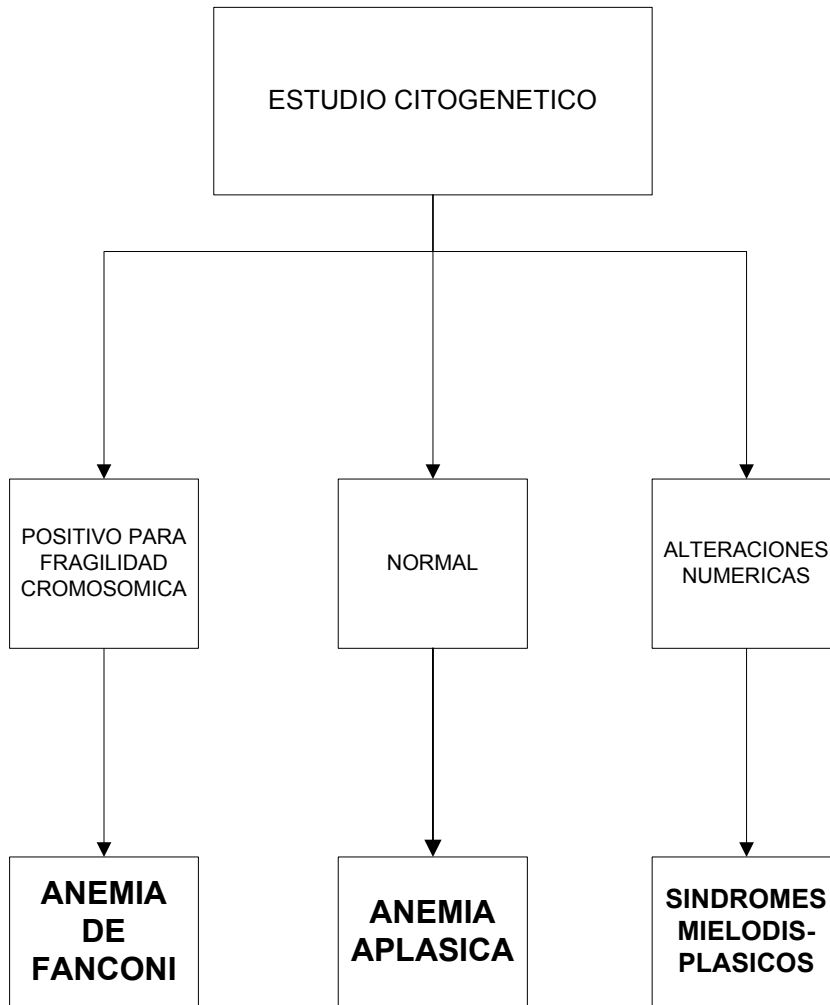 ESTUDIO CITOGENETICO
POSITIVO PARA
FRAGILIDAD
CROMOSOMICA
NORMAL
ALTERACIONES
NUMERICAS
ANEMIA
DE
FANCONI
ANEMIA
APLASICA
SINDROMES
MIELODIS-
PLASICOS